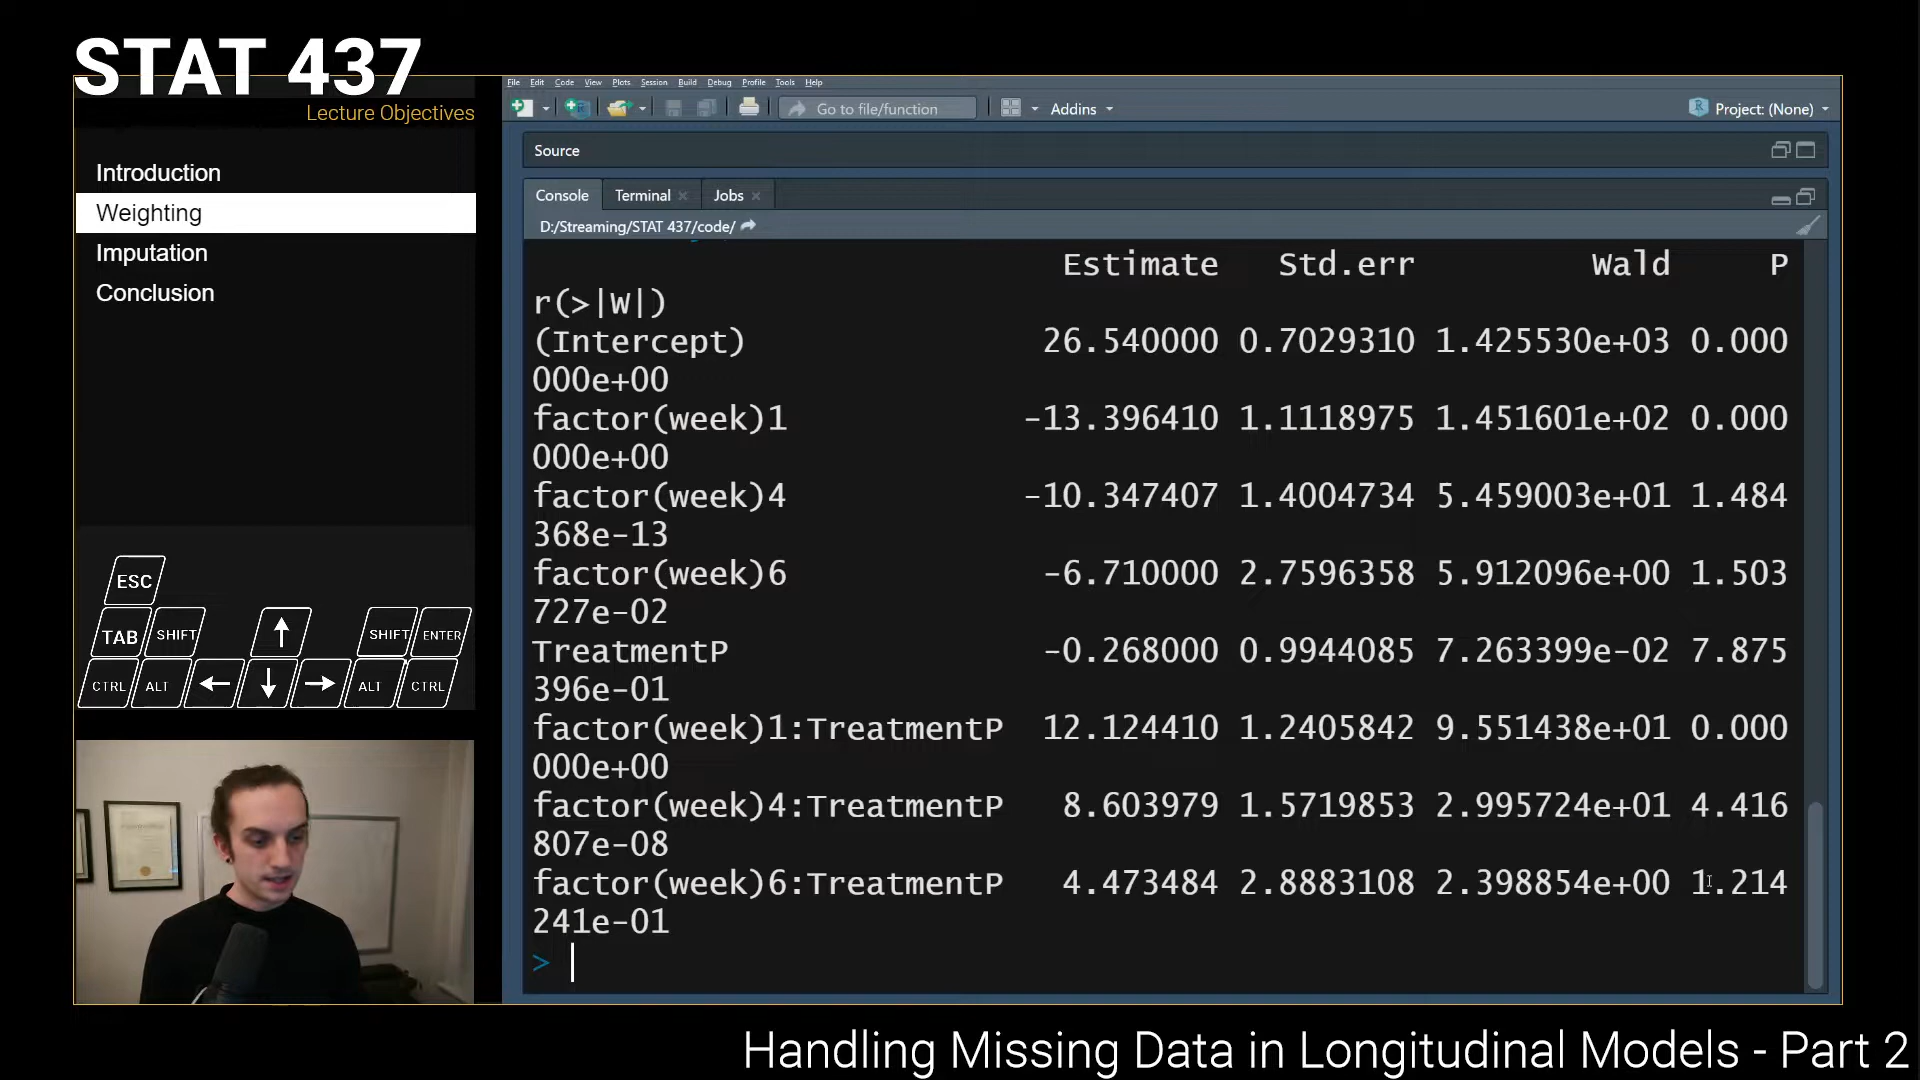 STAT 437
Lecture Objectives
Introduction
Weighting
Imputation
Conclusion
ESC
TAB SHIFT ↑ SHIFT ENTER
CTRL ALT ← ↓ → ALT CTRL
File Edit Code View Plots Session Build Debug Profile Tools Help
Go to file/function Addins Project: (None)
Source
Console Terminal Jobs
D:/Streaming/STAT 437/code/
Estimate Std.err Wald P
r(>|W|)
(Intercept) 26.540000 0.7029310 1.425530e+03 0.000
000e+00
factor(week)1 -13.396410 1.1118975 1.451601e+02 0.000
000e+00
factor(week)4 -10.347407 1.4004734 5.459003e+01 1.484
368e-13
factor(week)6 -6.710000 2.7596358 5.912096e+00 1.503
727e-02
TreatmentP -0.268000 0.9944085 7.263399e-02 7.875
396e-01
factor(week)1:TreatmentP 12.124410 1.2405842 9.551438e+01 0.000
000e+00
factor(week)4:TreatmentP 8.603979 1.5719853 2.995724e+01 4.416
807e-08
factor(week)6:TreatmentP 4.473484 2.8883108 2.398854e+00 1.214
241e-01
>
Handling Missing Data in Longitudinal Models - Part 2